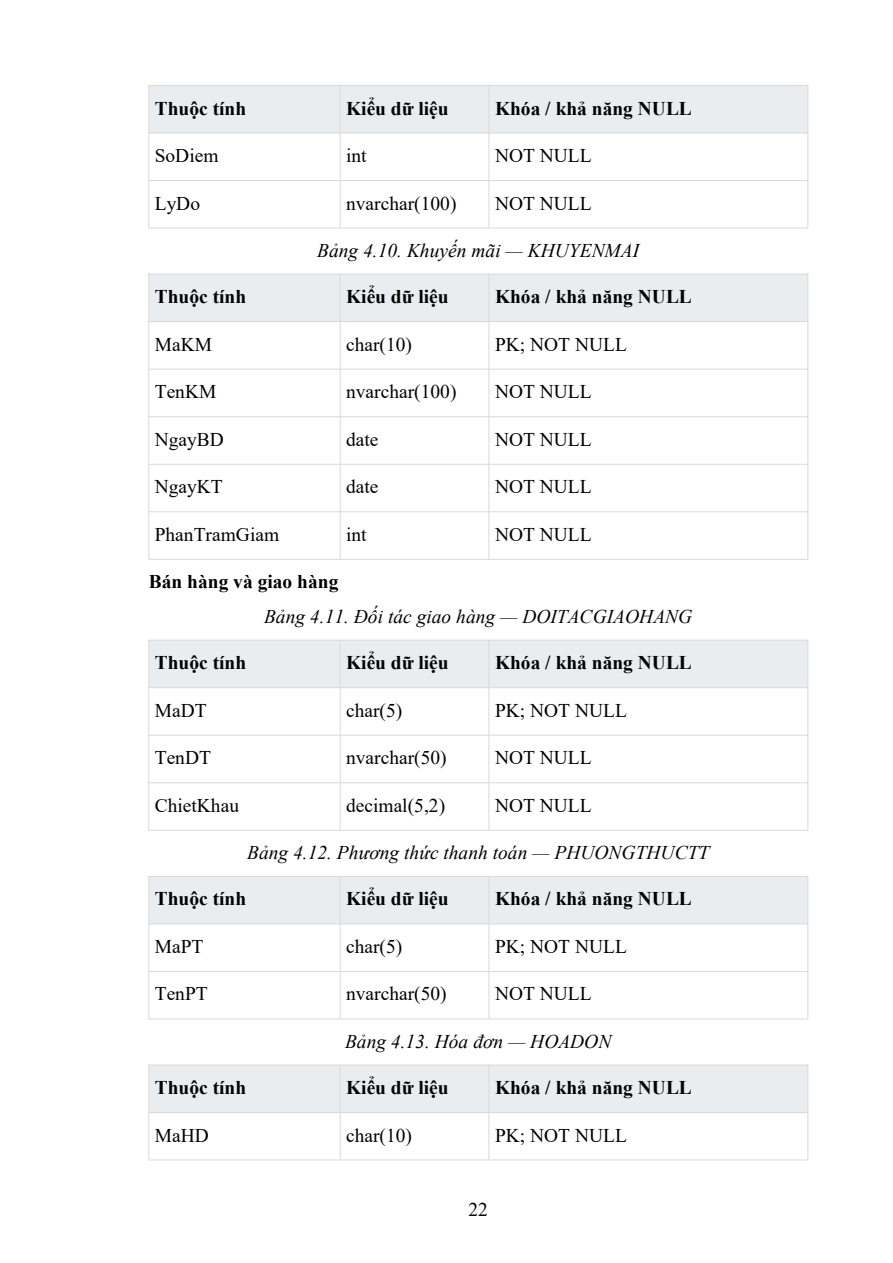 Thuộc tính Kiểu dữ liệu Khóa / khả năng NULL
SoDiem int NOT NULL
LyDo nvarchar(100) NOT NULL
Bảng 4.10. Khuyến mãi — KHUYENMAI
Thuộc tính Kiểu dữ liệu Khóa / khả năng NULL
MaKM char(10) PK; NOT NULL
TenKM nvarchar(100) NOT NULL
NgayBD date NOT NULL
NgayKT date NOT NULL
PhanTramGiam int NOT NULL
Bán hàng và giao hàng
Bảng 4.11. Đối tác giao hàng — DOITACGIAOHANG
Thuộc tính Kiểu dữ liệu Khóa / khả năng NULL
MaDT char(5) PK; NOT NULL
TenDT nvarchar(50) NOT NULL
ChietKhau decimal(5,2) NOT NULL
Bảng 4.12. Phương thức thanh toán — PHUONGTHUCTT
Thuộc tính Kiểu dữ liệu Khóa / khả năng NULL
MaPT char(5) PK; NOT NULL
TenPT nvarchar(50) NOT NULL
Bảng 4.13. Hóa đơn — HOADON
Thuộc tính Kiểu dữ liệu Khóa / khả năng NULL
MaHD char(10) PK; NOT NULL
22